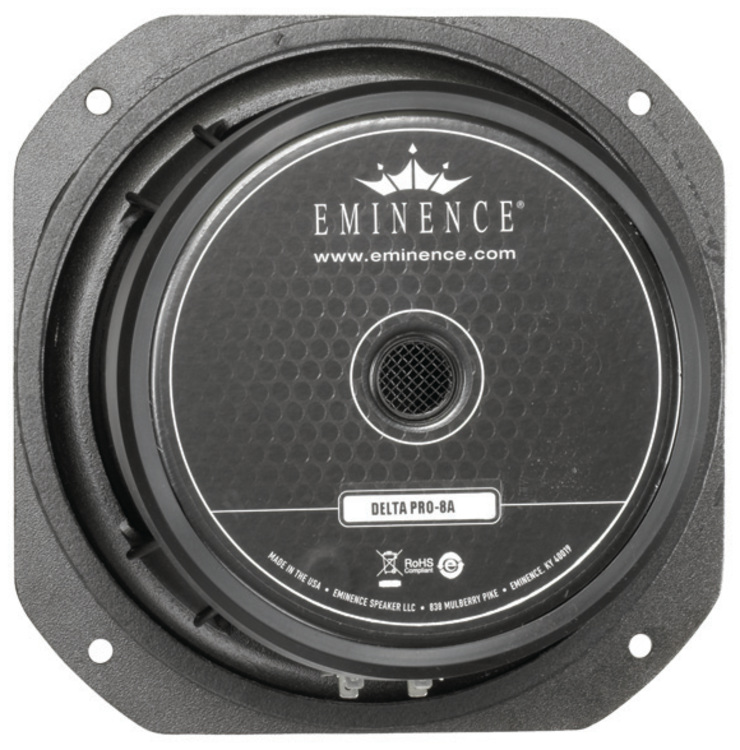 EMINENCE®
www.eminence.com
DELTA PRO-8A
RoHS
Compliant
e
MADE IN THE USA • EMINENCE SPEAKER LLC • 838 MULBERRY PIKE • EMINENCE, KY 40019